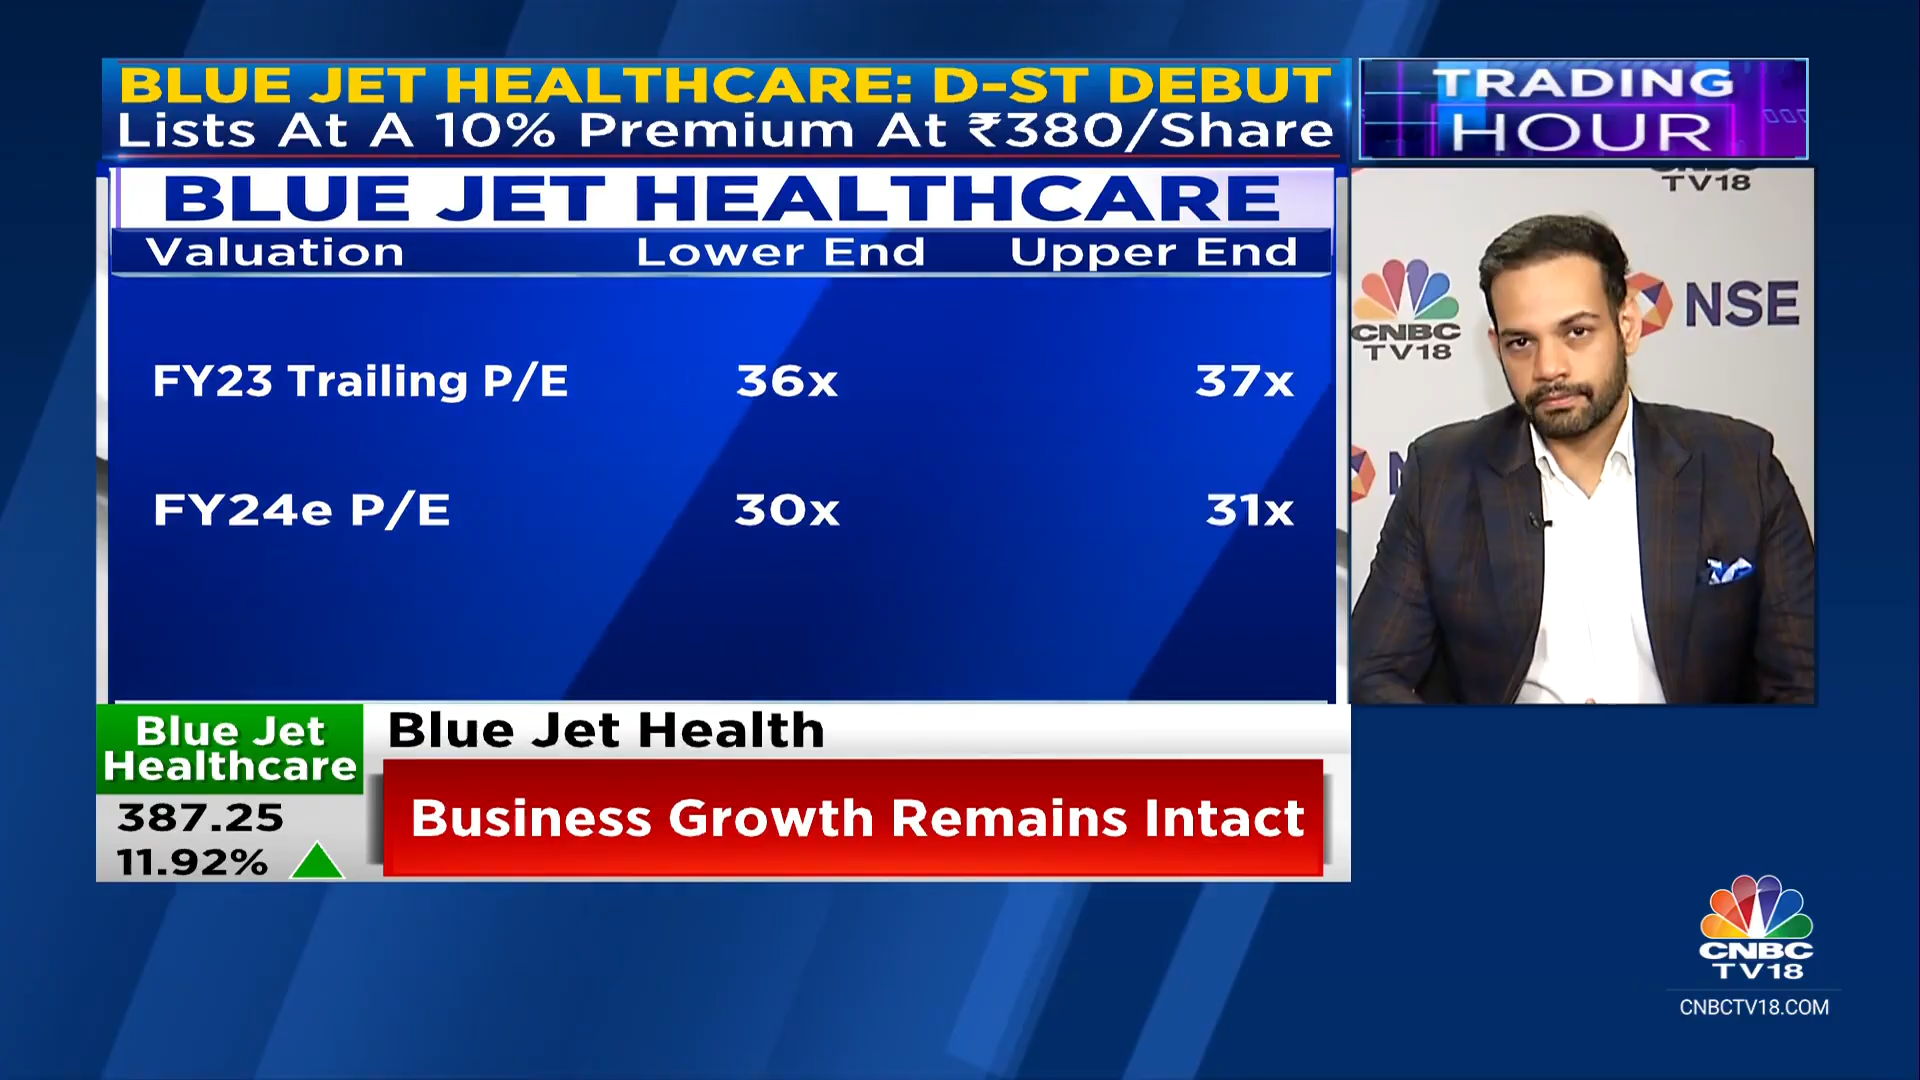 BLUE JET HEALTHCARE: D-ST DEBUT
Lists At A 10% Premium At ₹380/Share
TRADING
HOUR
BLUE JET HEALTHCARE
Valuation Lower End Upper End
FY23 Trailing P/E 36x 37x
FY24e P/E 30x 31x
TV18
CNBC
TV18
NSE
Blue Jet
Healthcare
387.25
11.92%
Blue Jet Health
Business Growth Remains Intact
CNBC
TV18
CNBCTV18.COM